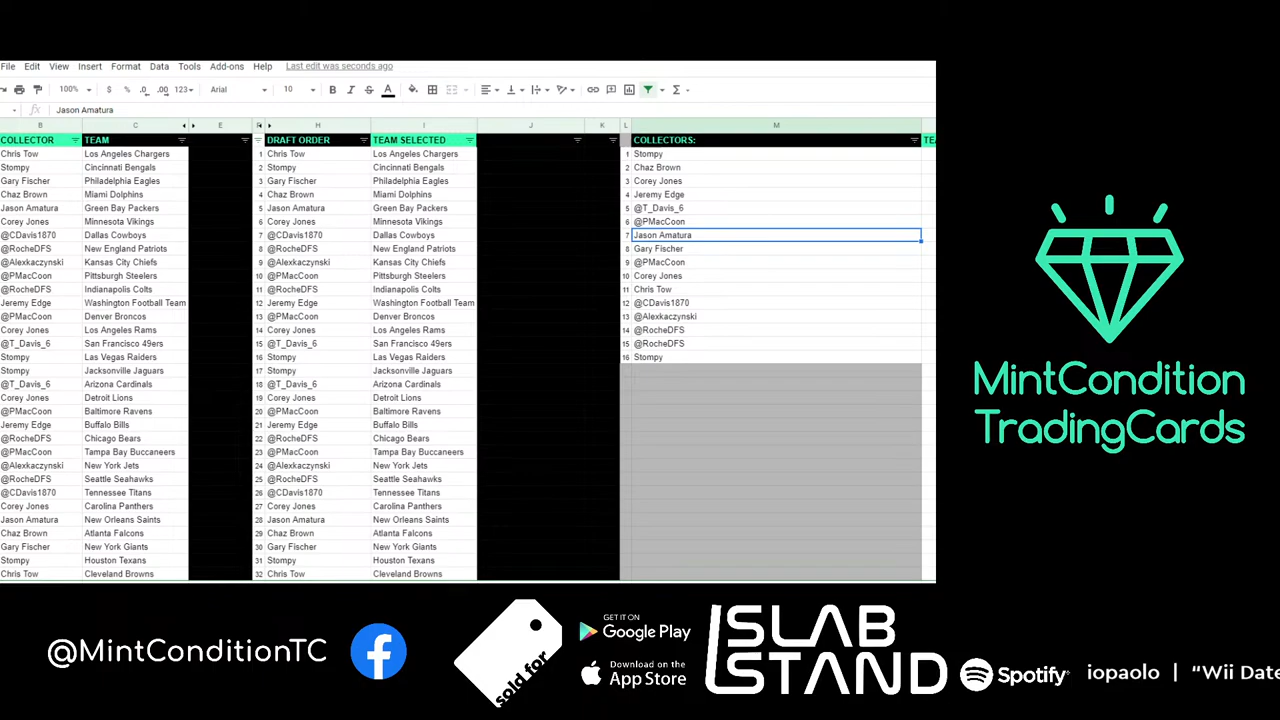 File Edit View Insert Format Data Tools Add-ons Help Last edit was seconds ago
100% $ % .0 .00 123 Arial 10 B I S A
fx Jason Amatura
B C E H I J K L M
COLLECTOR TEAM DRAFT ORDER TEAM SELECTED COLLECTORS: TE
Chris Tow Los Angeles Chargers 1 Chris Tow Los Angeles Chargers 1 Stompy
Stompy Cincinnati Bengals 2 Stompy Cincinnati Bengals 2 Chaz Brown
Gary Fischer Philadelphia Eagles 3 Gary Fischer Philadelphia Eagles 3 Corey Jones
Chaz Brown Miami Dolphins 4 Chaz Brown Miami Dolphins 4 Jeremy Edge
Jason Amatura Green Bay Packers 5 Jason Amatura Green Bay Packers 5 @T_Davis_6
Corey Jones Minnesota Vikings 6 Corey Jones Minnesota Vikings 6 @PMacCoon
@CDavis1870 Dallas Cowboys 7 @CDavis1870 Dallas Cowboys 7 Jason Amatura
@RocheDFS New England Patriots 8 @RocheDFS New England Patriots 8 Gary Fischer
@Alexkaczynski Kansas City Chiefs 9 @Alexkaczynski Kansas City Chiefs 9 @PMacCoon
@PMacCoon Pittsburgh Steelers 10 @PMacCoon Pittsburgh Steelers 10 Corey Jones
@RocheDFS Indianapolis Colts 11 @RocheDFS Indianapolis Colts 11 Chris Tow
Jeremy Edge Washington Football Team 12 Jeremy Edge Washington Football Team 12 @CDavis1870
@PMacCoon Denver Broncos 13 @PMacCoon Denver Broncos 13 @Alexkaczynski
Corey Jones Los Angeles Rams 14 Corey Jones Los Angeles Rams 14 @RocheDFS
@T_Davis_6 San Francisco 49ers 15 @T_Davis_6 San Francisco 49ers 15 @RocheDFS
Stompy Las Vegas Raiders 16 Stompy Las Vegas Raiders 16 Stompy
Stompy Jacksonville Jaguars 17 Stompy Jacksonville Jaguars
@T_Davis_6 Arizona Cardinals 18 @T_Davis_6 Arizona Cardinals
Corey Jones Detroit Lions 19 Corey Jones Detroit Lions
@PMacCoon Baltimore Ravens 20 @PMacCoon Baltimore Ravens
Jeremy Edge Buffalo Bills 21 Jeremy Edge Buffalo Bills
@RocheDFS Chicago Bears 22 @RocheDFS Chicago Bears
@PMacCoon Tampa Bay Buccaneers 23 @PMacCoon Tampa Bay Buccaneers
@Alexkaczynski New York Jets 24 @Alexkaczynski New York Jets
@RocheDFS Seattle Seahawks 25 @RocheDFS Seattle Seahawks
@CDavis1870 Tennessee Titans 26 @CDavis1870 Tennessee Titans
Corey Jones Carolina Panthers 27 Corey Jones Carolina Panthers
Jason Amatura New Orleans Saints 28 Jason Amatura New Orleans Saints
Chaz Brown Atlanta Falcons 29 Chaz Brown Atlanta Falcons
Gary Fischer New York Giants 30 Gary Fischer New York Giants
Stompy Houston Texans 31 Stompy Houston Texans
Chris Tow Cleveland Browns 32 Chris Tow Cleveland Browns
MintCondition
TradingCards
@MintConditionTC
sold for
GET IT ON
Google Play
Download on the
App Store
SLAB
STAND
Spotify
iopaolo | “Wii Date